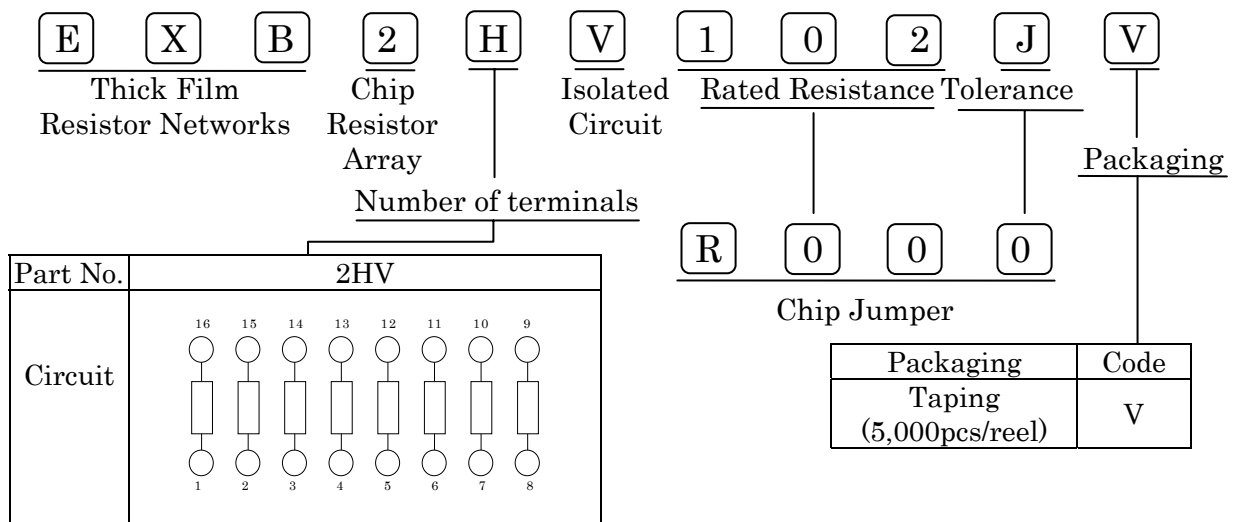 E X B 2 H V 1 0 2 J V
Thick Film
Resistor Networks
Chip
Resistor
Array
Isolated
Circuit
Rated Resistance
Tolerance
Packaging
Number of terminals
R 0 0 0
Chip Jumper
Part No. 2HV
Circuit
16 15 14 13 12 11 10 9
1 2 3 4 5 6 7 8
Packaging Code
Taping
(5,000pcs/reel)
V